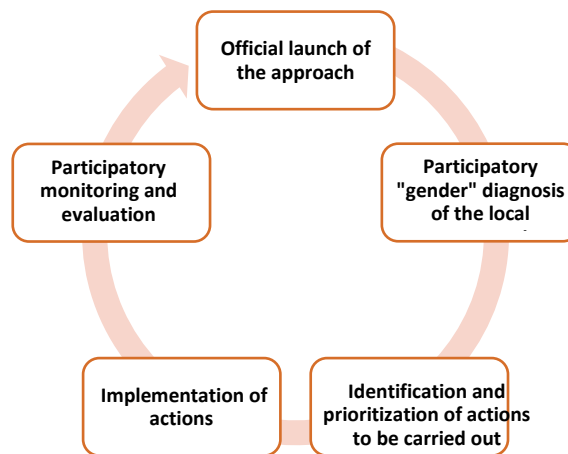 Official launch of
the approach
Participatory
"gender" diagnosis
of the local
Identification and
prioritization of actions
to be carried out
Implementation of
actions
Participatory
monitoring and
evaluation